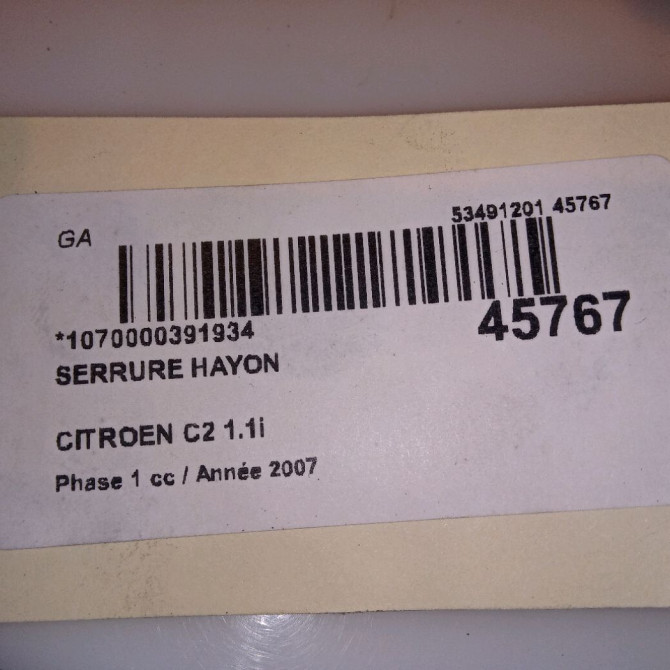 GA
53491201 45767
*1070000391934
45767
SERRURE HAYON
CITROEN C2 1.1i
Phase 1 cc / Année 2007